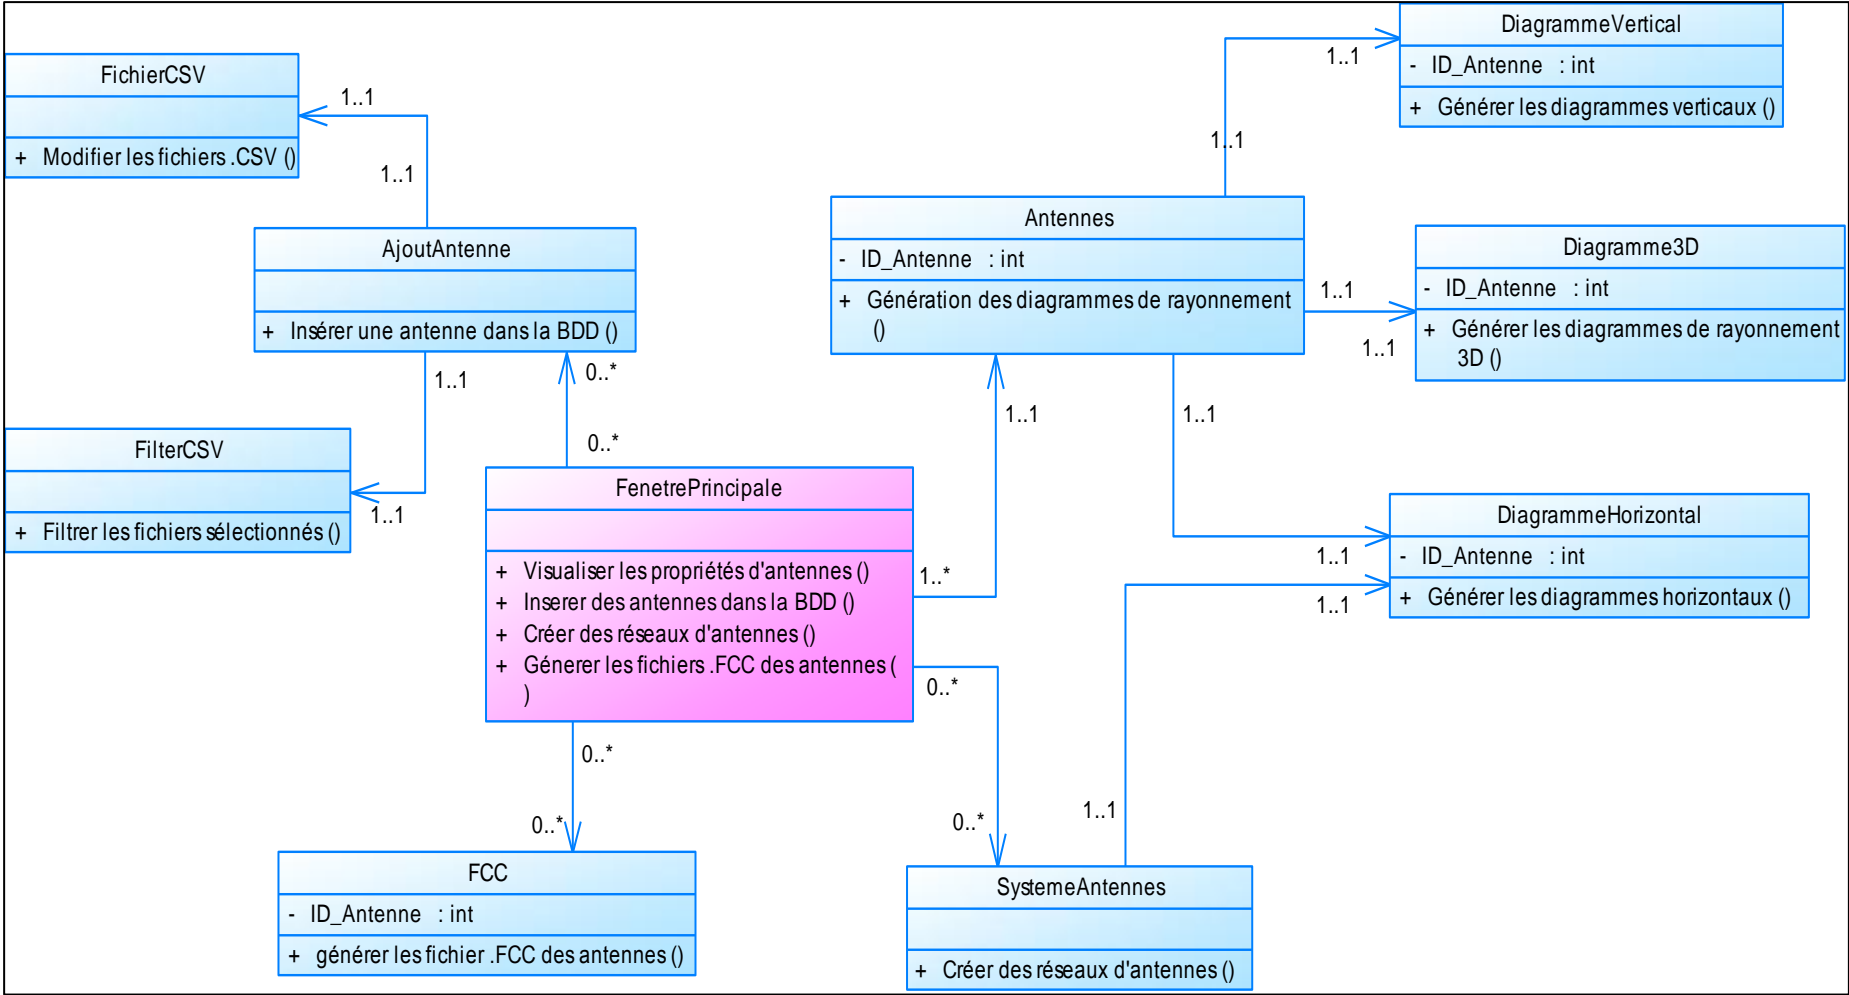 FichierCSV
+ Modifier les fichiers .CSV ()
1..1
1..1
AjoutAntenne
+ Insérer une antenne dans la BDD ()
1..1
0..*
FilterCSV
+ Filtrer les fichiers sélectionnés ()
1..1
0..*
FenetrePrincipale
+ Visualiser les propriétés d'antennes ()
+ Inserer des antennes dans la BDD ()
+ Créer des réseaux d'antennes ()
+ Génerer les fichiers .FCC des antennes (
)
1..*
1..1
0..*
0..*
0..*
0..*
FCC
- ID_Antenne : int
+ générer les fichier .FCC des antennes ()
SystemeAntennes
+ Créer des réseaux d'antennes ()
1..1
1..1
Antennes
- ID_Antenne : int
+ Génération des diagrammes de rayonnement
()
1..1
1..1
DiagrammeVertical
- ID_Antenne : int
+ Générer les diagrammes verticaux ()
1..1
1..1
Diagramme3D
- ID_Antenne : int
+ Générer les diagrammes de rayonnement
3D ()
1..1
1..1
DiagrammeHorizontal
- ID_Antenne : int
+ Générer les diagrammes horizontaux ()